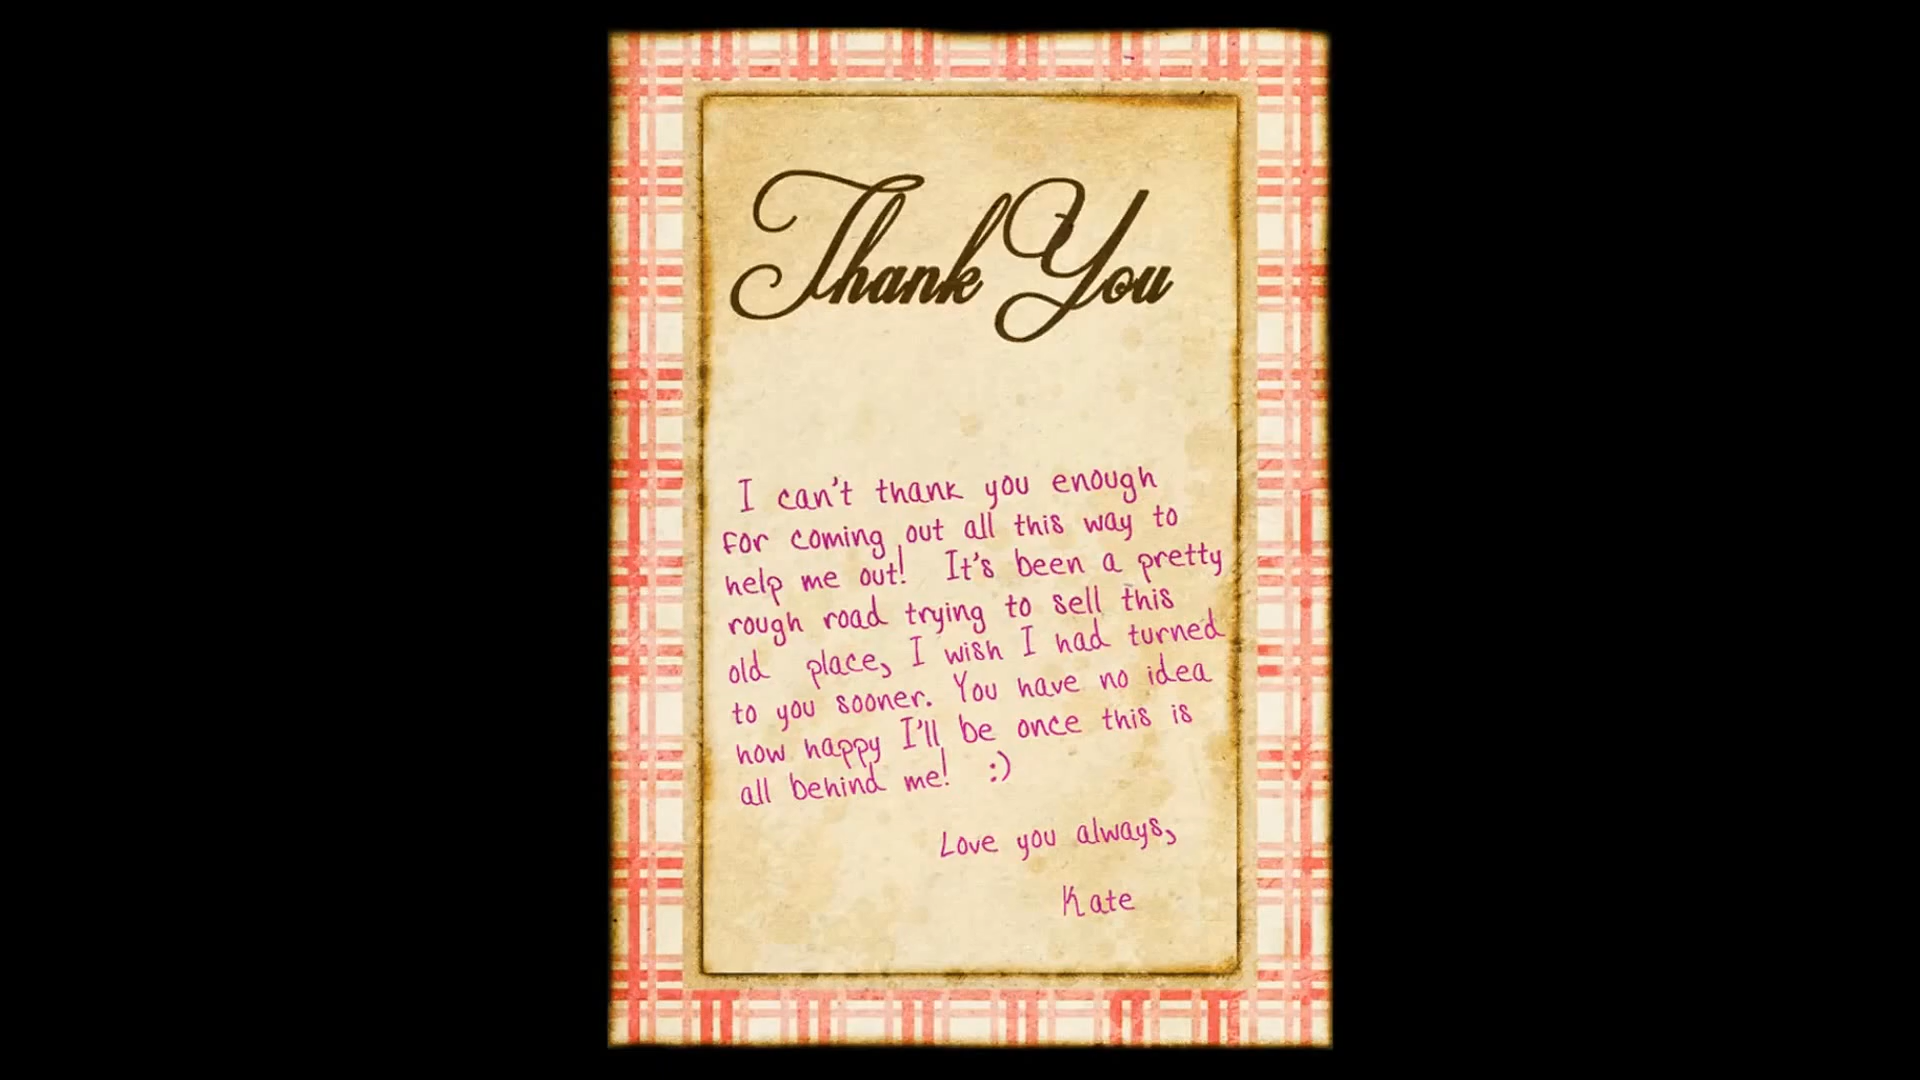 Thank You
I can't thank you enough
for coming out all this way to
help me out! It's been a pretty
rough road trying to sell this
old place, I wish I had turned
to you sooner. You have no idea
how happy I'll be once this is
all behind me! :)
Love you always,
Kate